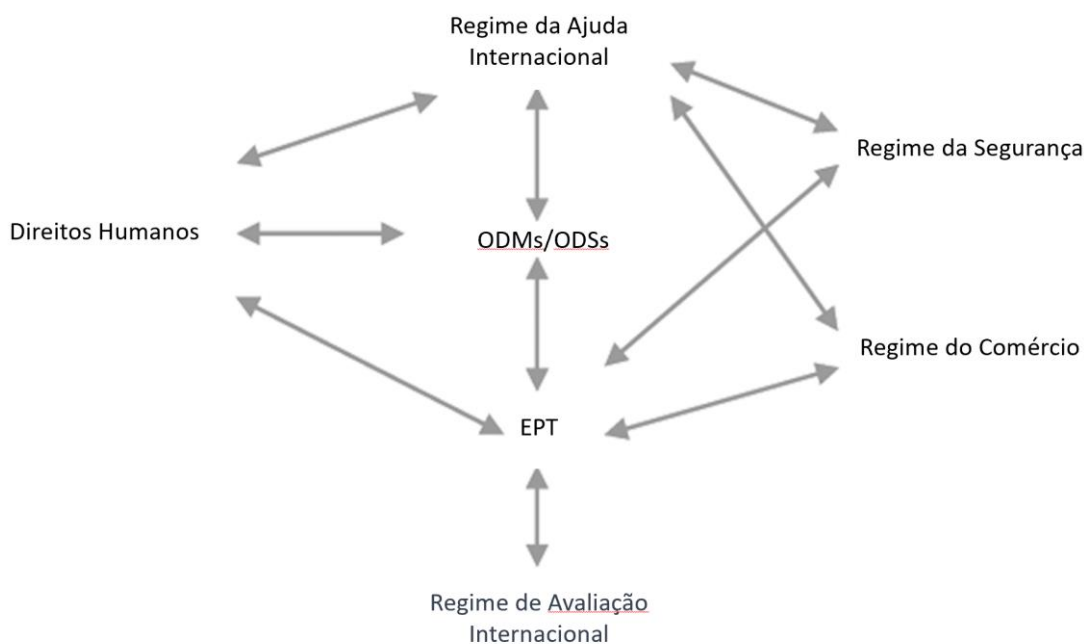 Regime da Ajuda
Internacional
Regime da Segurança
Direitos Humanos
ODMs/ODSs
Regime do Comércio
EPT
Regime de Avaliação
Internacional